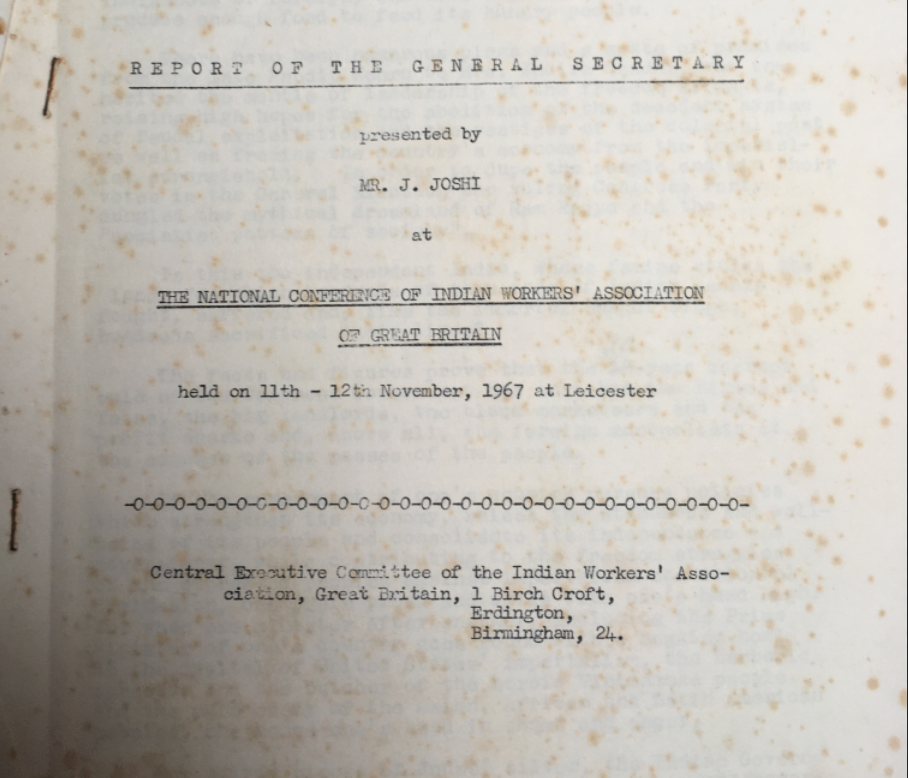 REPORT OF THE GENERAL SECRETARY
presented by
MR. J. JOSHI
at
THE NATIONAL CONFERENCE OF INDIAN WORKERS' ASSOCIATION
OF GREAT BRITAIN
held on 11th - 12th November, 1967 at Leicester
-0-0-0-0-0-0-0-0-0-0-0-0-0-0-0-0-0-0-0-0-0-0-0-0-0-0-0-0-0-0-
Central Executive Committee of the Indian Workers' Asso-
ciation, Great Britain, 1 Birch Croft,
Erdington,
Birmingham, 24.